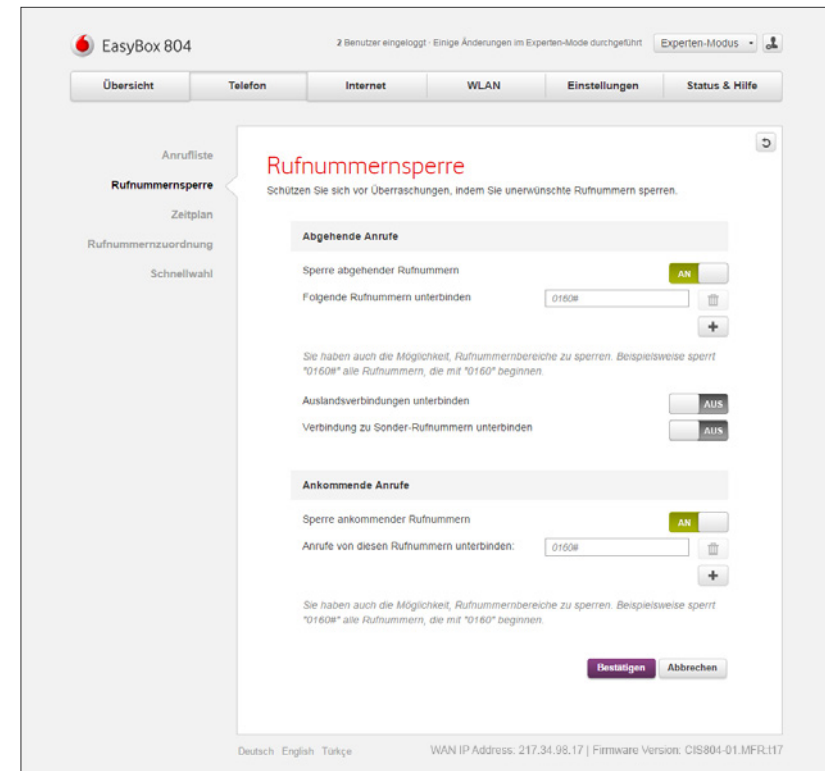 EasyBox 804
2 Benutzer eingeloggt · Einige Änderungen im Experten-Mode durchgeführt
Experten-Modus
Übersicht
Telefon
Internet
WLAN
Einstellungen
Status & Hilfe
Anrufliste
Rufnummernsperre
Zeitplan
Rufnummernzuordnung
Schnellwahl
Rufnummernsperre
Schützen Sie sich vor Überraschungen, indem Sie unerwünschte Rufnummern sperren.
Abgehende Anrufe
Sperre abgehender Rufnummern
AN
Folgende Rufnummern unterbinden
0160#
+
Sie haben auch die Möglichkeit, Rufnummernbereiche zu sperren. Beispielsweise sperrt
"0160#" alle Rufnummern, die mit "0160" beginnen.
Auslandsverbindungen unterbinden
AUS
Verbindung zu Sonder-Rufnummern unterbinden
AUS
Ankommende Anrufe
Sperre ankommender Rufnummern
AN
Anrufe von diesen Rufnummern unterbinden:
0160#
+
Sie haben auch die Möglichkeit, Rufnummernbereiche zu sperren. Beispielsweise sperrt
"0160#" alle Rufnummern, die mit "0160" beginnen.
Bestätigen
Abbrechen
Deutsch English Türkçe
WAN IP Address: 217.34.98.17 | Firmware Version: CIS804-01.MFR.t17